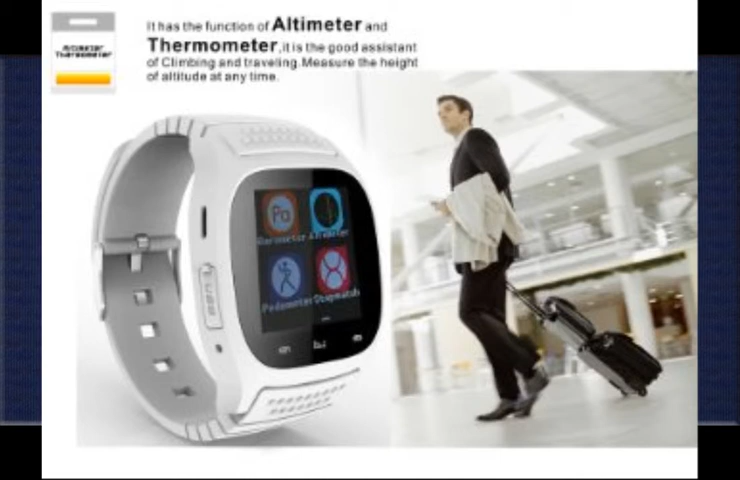 It has the function of Altimeter and
Thermometer,it is the good assistant
of Climbing and traveling.Measure the height
of altitude at any time.
Altimeter
Thermometer
Barometer Altimeter
Pedometer Stopwatch